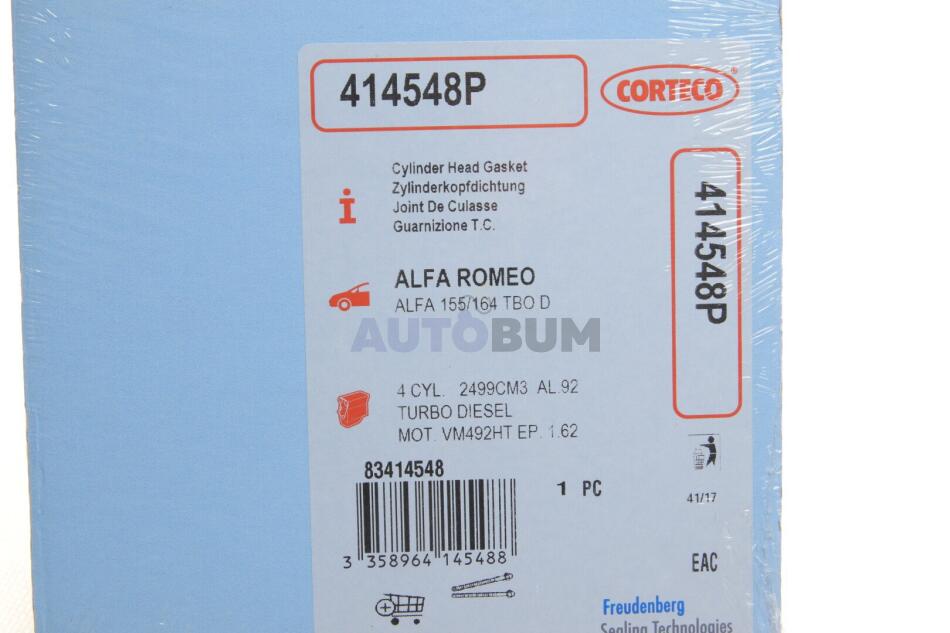 414548P
CORTECO®
Cylinder Head Gasket
Zylinderkopfdichtung
Joint De Culasse
Guarnizione T.C.
414548P
ALFA ROMEO
ALFA 155/164 TBO D
AUTOBUM
4 CYL. 2499CM3 AL.92
TURBO DIESEL
MOT. VM492HT EP. 1.62
83414548
1 PC
41/17
3 358964 145488
EAC
Freudenberg
Sealing Technologies